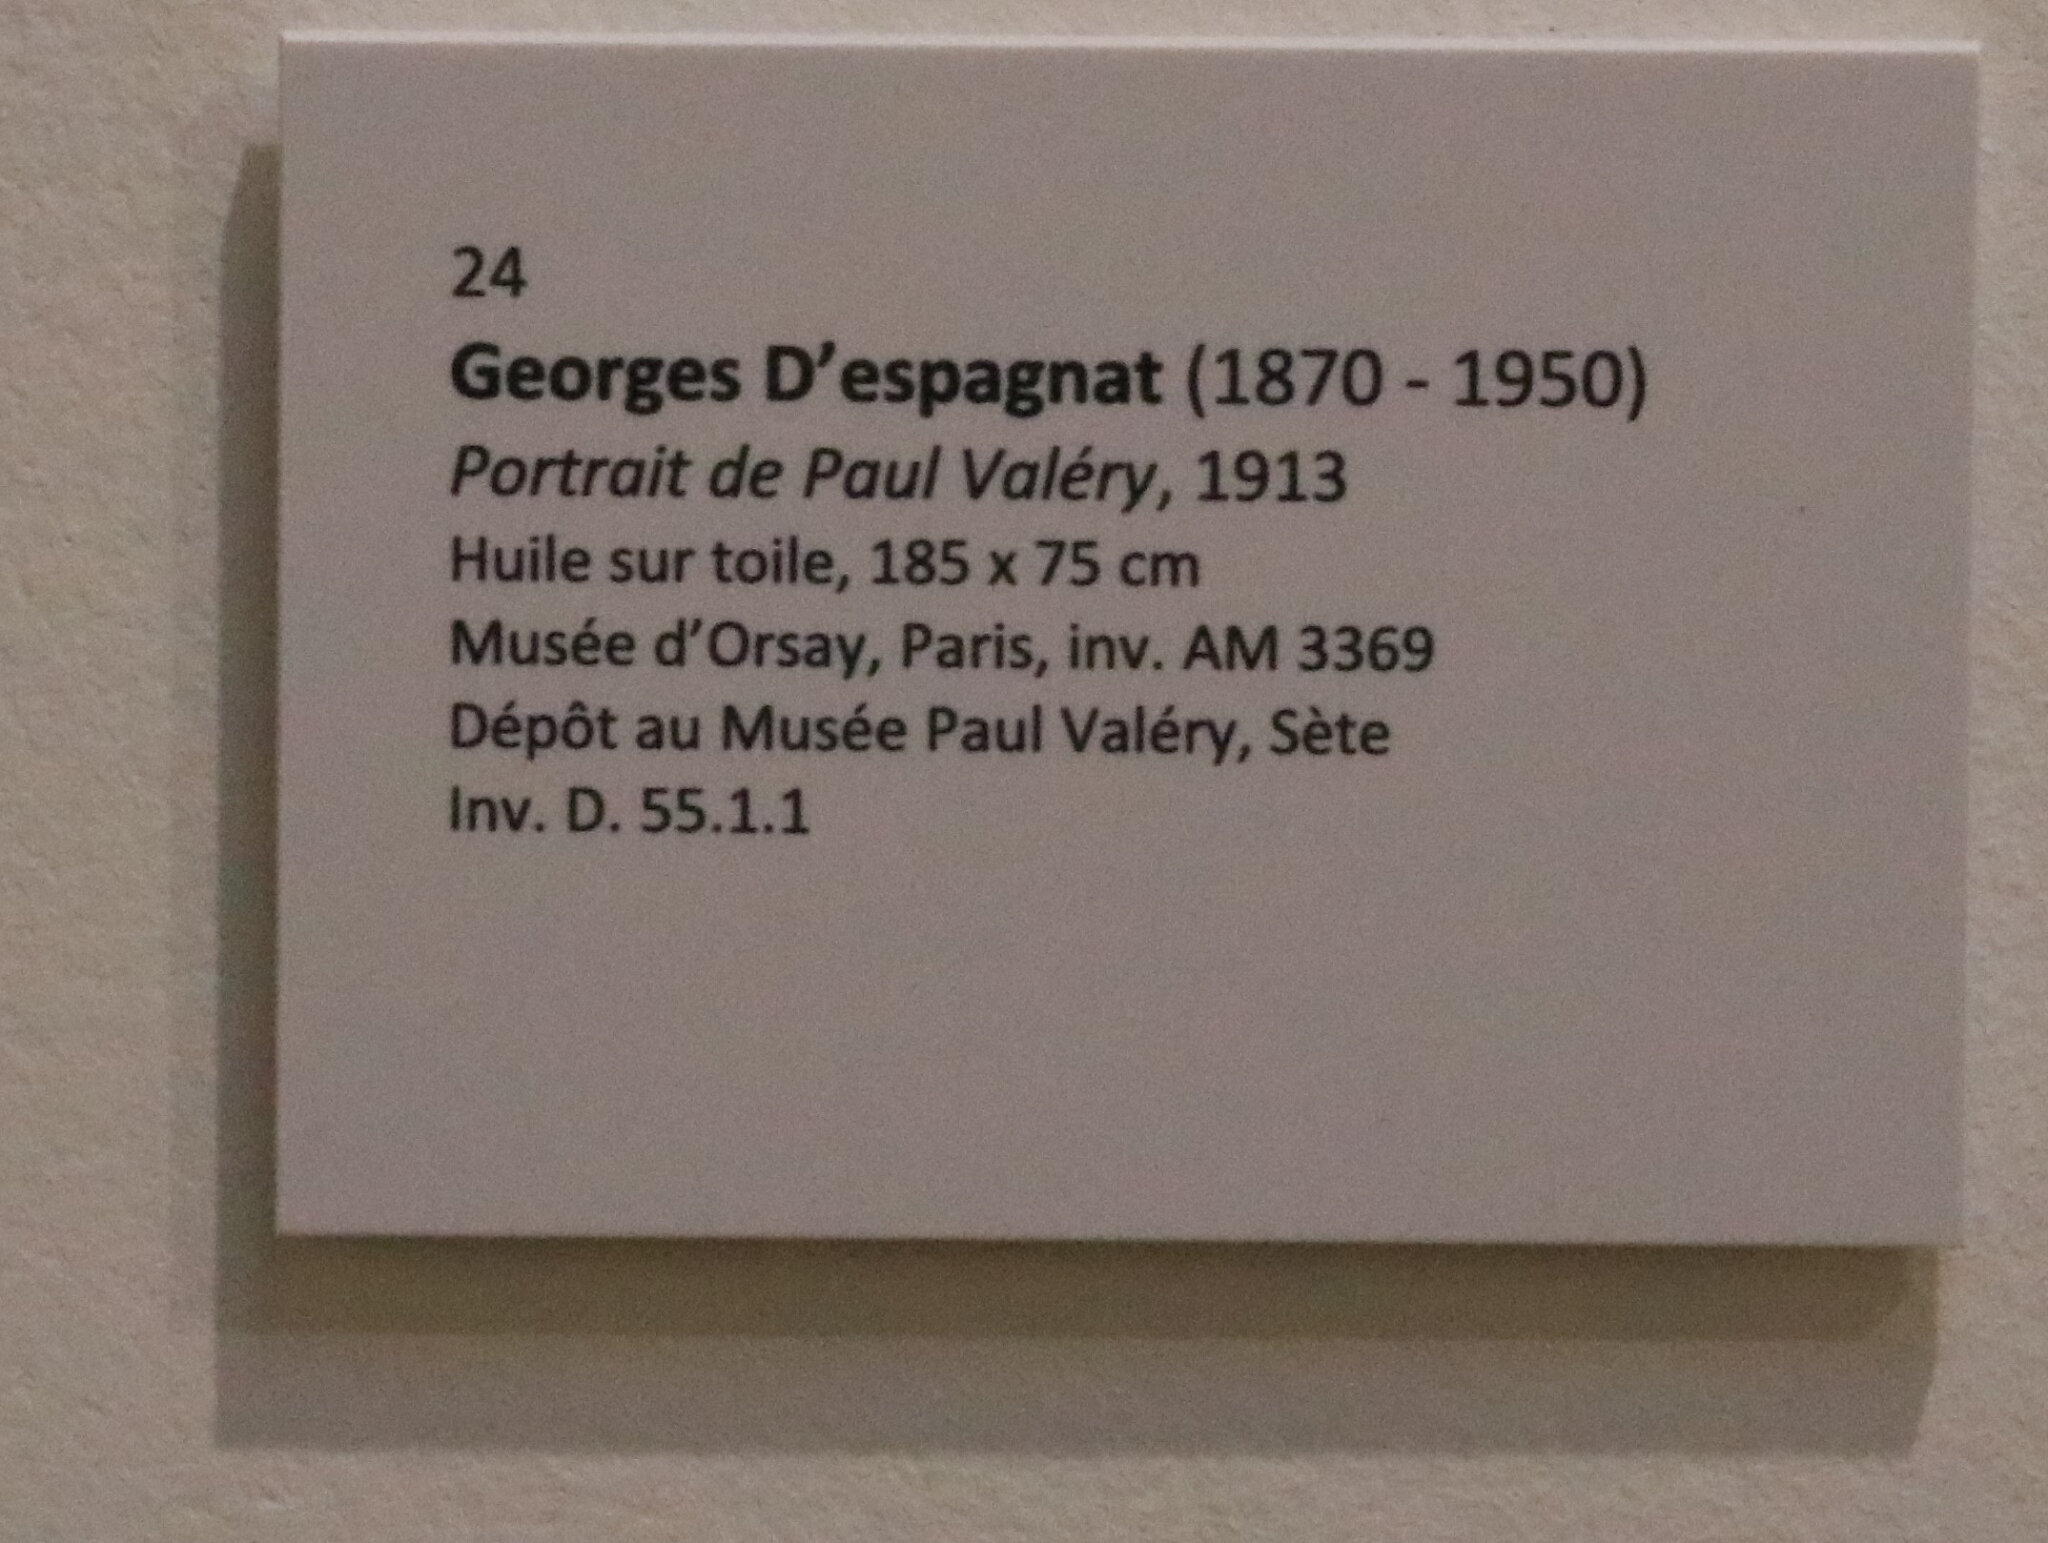 24
Georges D’espagnat (1870 - 1950)
Portrait de Paul Valéry, 1913
Huile sur toile, 185 x 75 cm
Musée d’Orsay, Paris, inv. AM 3369
Dépôt au Musée Paul Valéry, Sète
Inv. D. 55.1.1